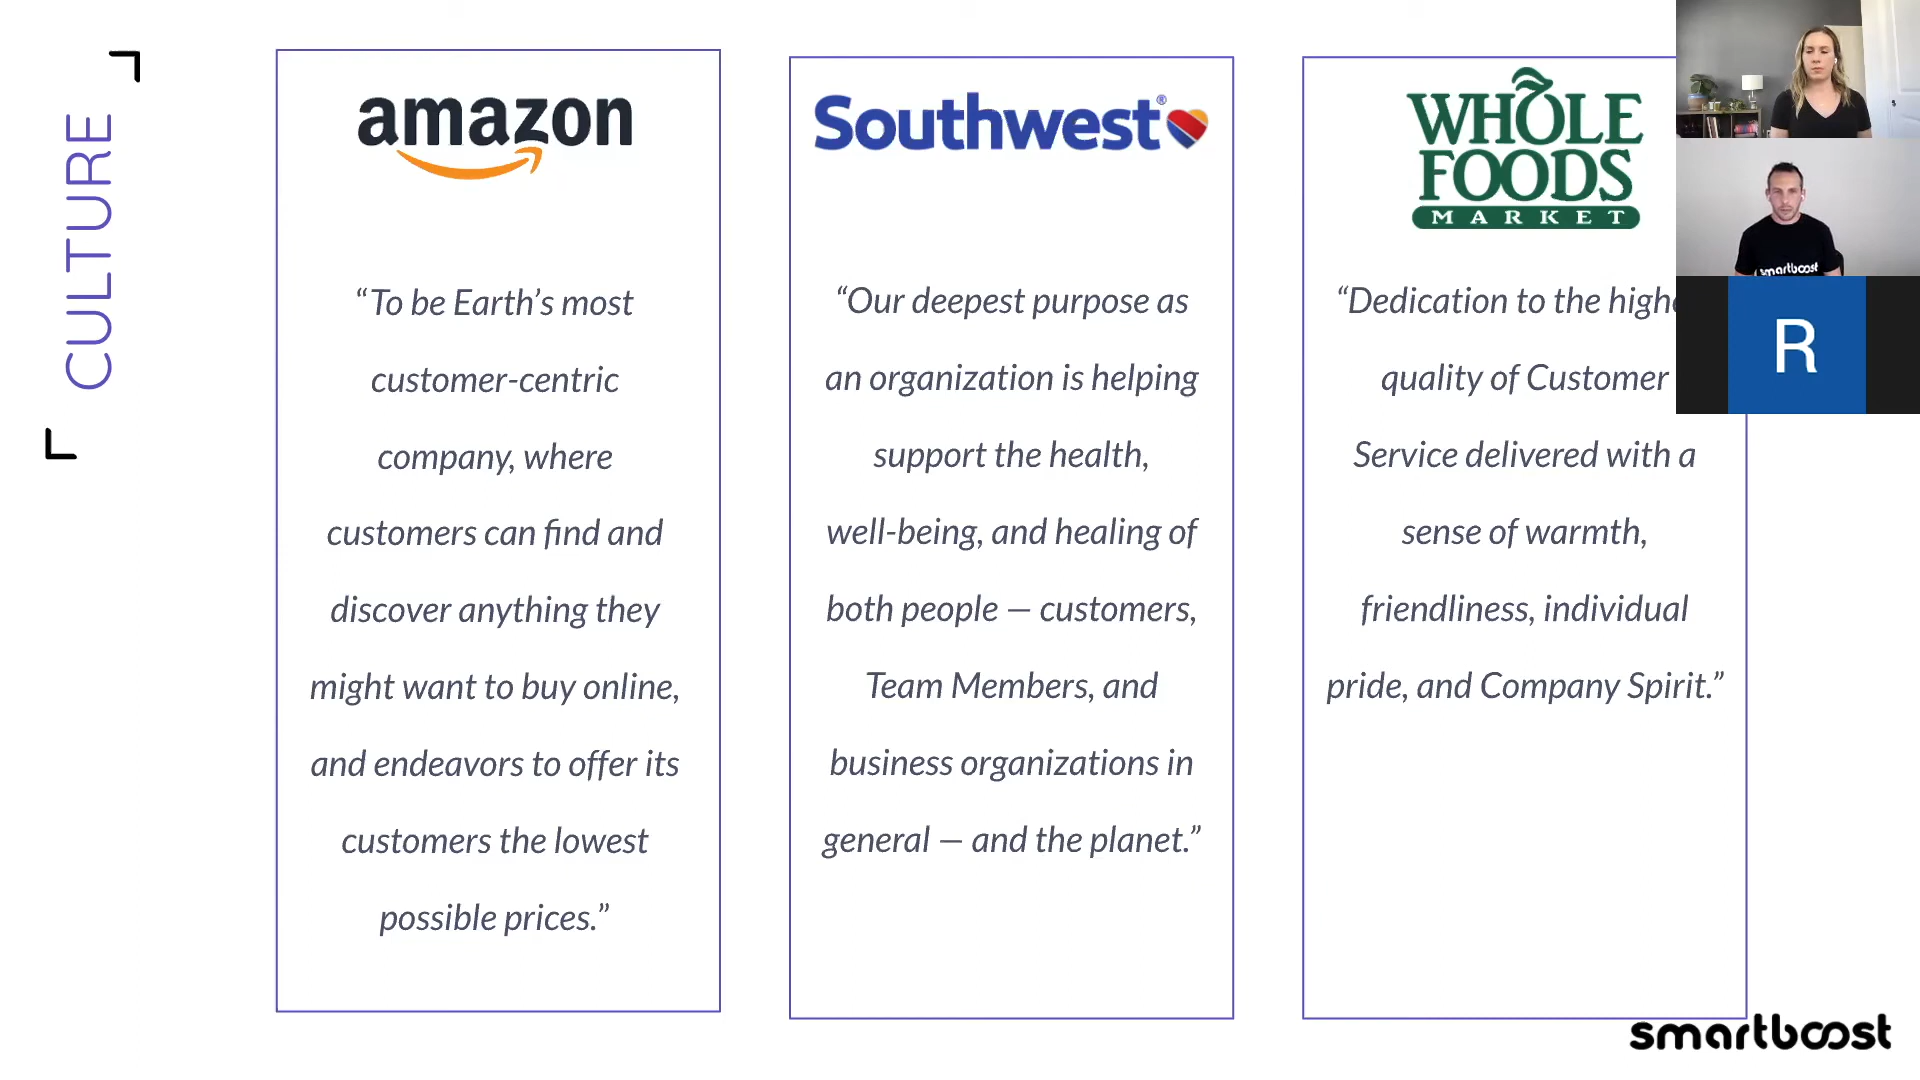 CULTURE
amazon
“To be Earth’s most
customer-centric
company, where
customers can find and
discover anything they
might want to buy online,
and endeavors to offer its
customers the lowest
possible prices.”
Southwest®
“Our deepest purpose as
an organization is helping
support the health,
well-being, and healing of
both people — customers,
Team Members, and
business organizations in
general — and the planet.”
WHOLE
FOODS
MARKET
“Dedication to the
quality of Customer
Service delivered with a
sense of warmth,
friendliness, individual
pride, and Company Spirit.”
smartboost
R
smartboost